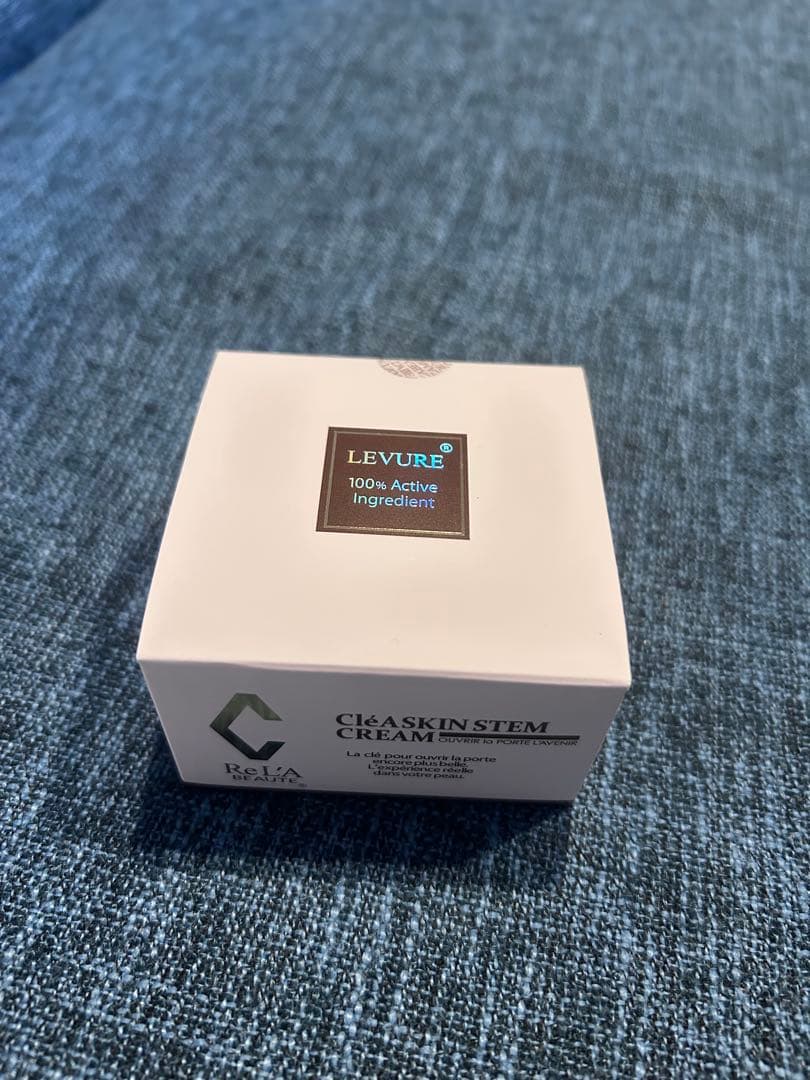 LEVURE®
100% Active
Ingredient
CléASKIN STEM
CREAM OUVRIR la PORTE L'AVENIR
La clé pour ouvrir la porte
encore plus belle.
L'expérience réelle
dans votre peau.
ReL'A
BEAUTE®